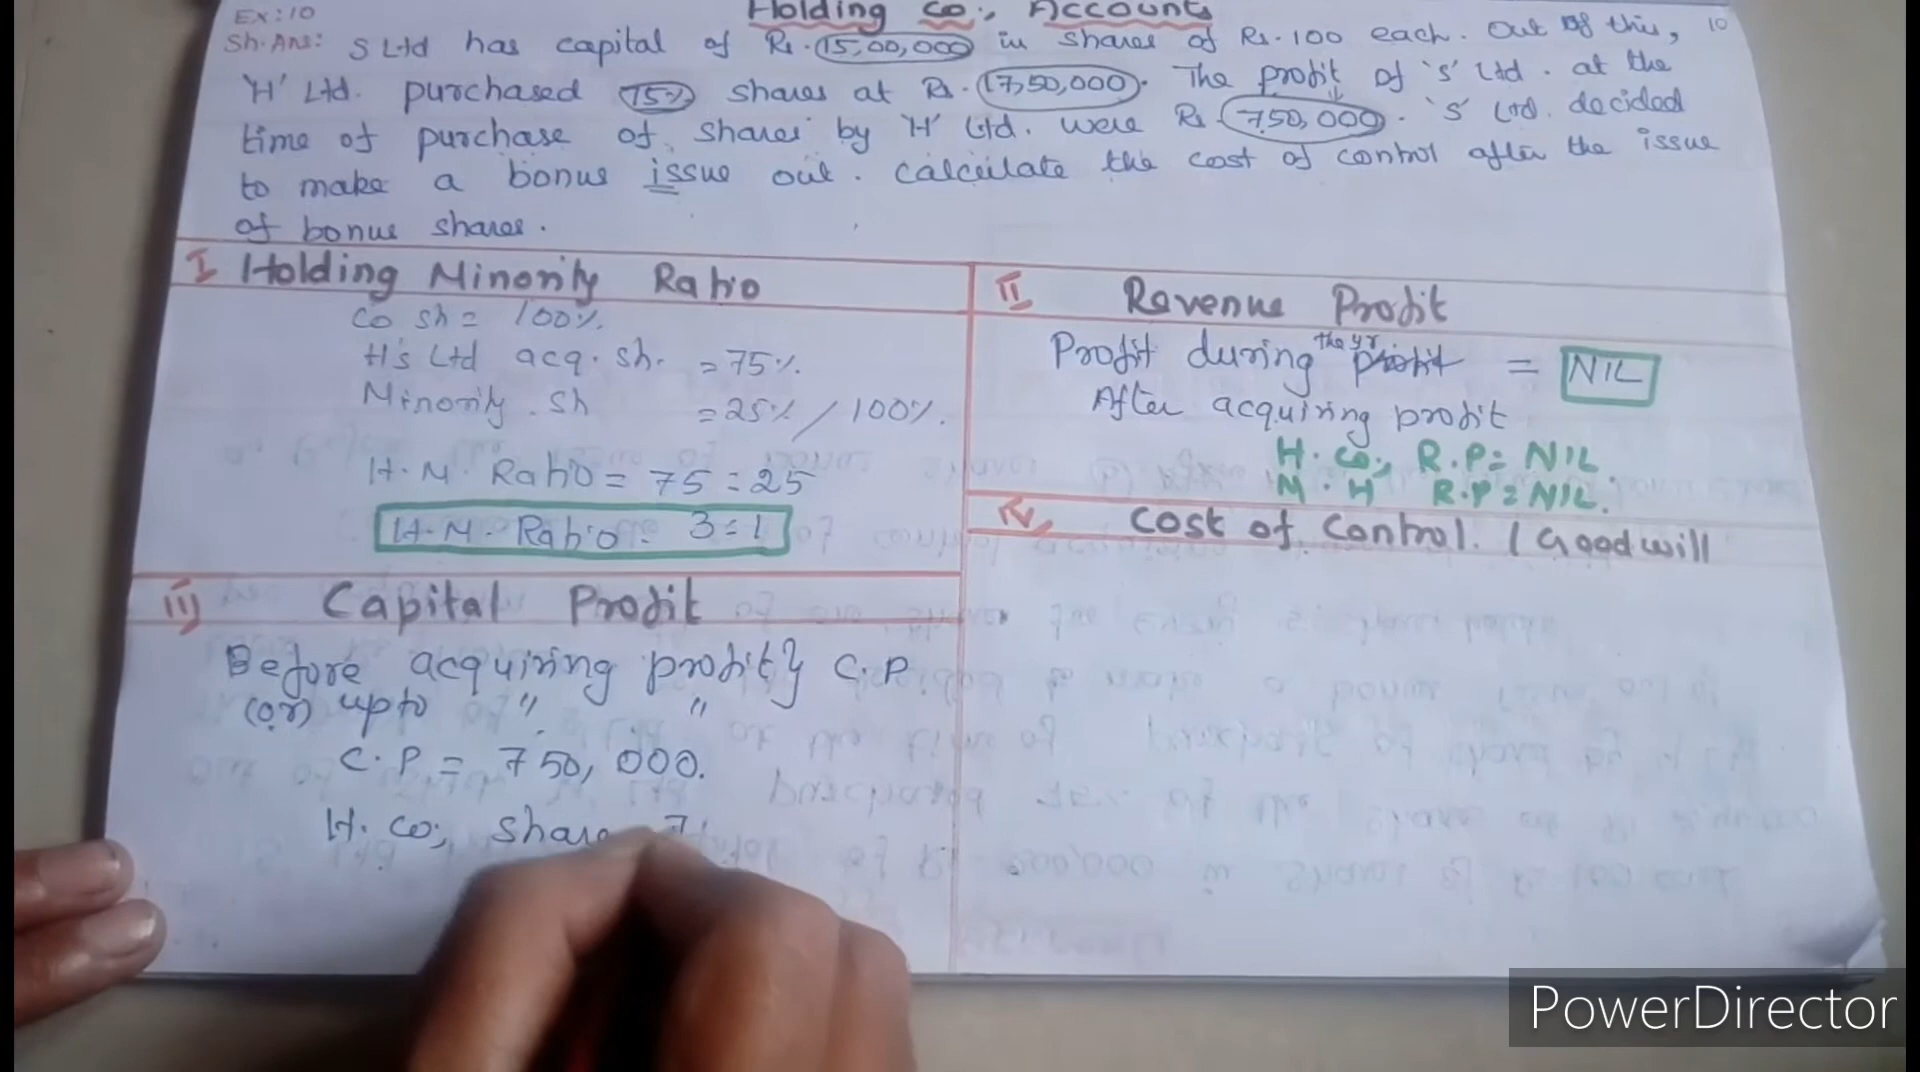 Ex:10 Holding Co., Accounts
Sh.Ans: S Ltd has capital of Rs.15,00,000 in shares of Rs.100 each. Out of this, 10
'H' Ltd. purchased 75% shares at Rs.17,50,000. The profit of 'S' Ltd. at the
time of purchase of shares by 'H' Ltd. were Rs 750,000. 'S' Ltd. decided
to make a bonus issue out. calculate the cost of control after the issue
of bonus shares.
I Holding Minority Ratio
Co sh = 100%.
H's Ltd acq. sh. = 75%.
Minority. sh = 25% / 100%.
H.M. Ratio = 75:25
H.M. Ratio = 3:1
II Revenue Profit
Profit during the yr profit = NIL
After acquiring profit
H. Co., R.P = NIL.
M. H R.P = NIL.
III Capital Profit
Before acquiring profit} C.P
(or) upto " "
C.P = 750,000.
H. Co; share
IV Cost of Control. / Goodwill
PowerDirector